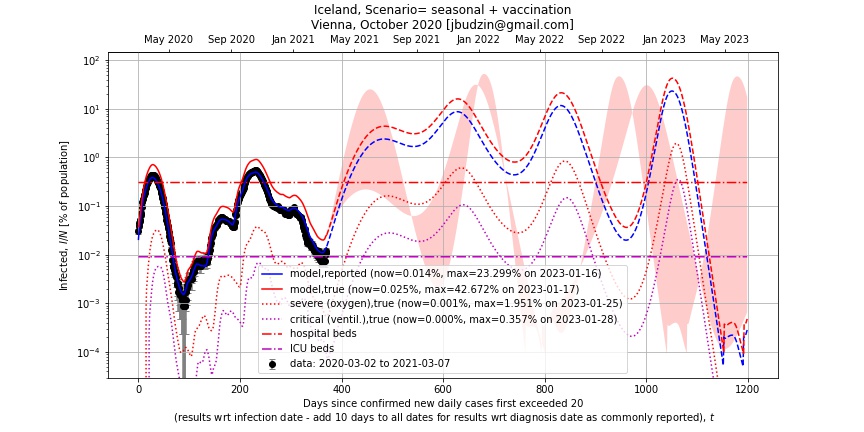 Iceland, Scenario= seasonal + vaccination
Vienna, October 2020 [jbudzin@gmail.com]
May 2020 Sep 2020 Jan 2021 May 2021 Sep 2021 Jan 2022 May 2022 Sep 2022 Jan 2023 May 2023
10²
10¹
10⁰
10⁻¹
10⁻²
10⁻³
10⁻⁴
Infected, I/N [% of population]
model,reported (now=0.014%, max=23.299% on 2023-01-16)
model,true (now=0.025%, max=42.672% on 2023-01-17)
severe (oxygen),true (now=0.001%, max=1.951% on 2023-01-25)
critical (ventil.),true (now=0.000%, max=0.357% on 2023-01-28)
hospital beds
ICU beds
data: 2020-03-02 to 2021-03-07
0 200 400 600 800 1000 1200
Days since confirmed new daily cases first exceeded 20
(results wrt infection date - add 10 days to all dates for results wrt diagnosis date as commonly reported), t